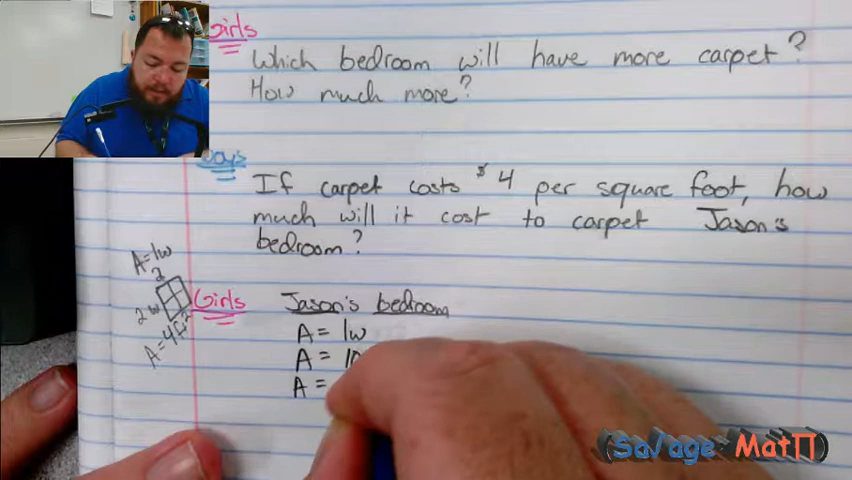 Girls
Which bedroom will have more carpet?
How much more?
Boys
If carpet costs $4 per square foot, how
much will it cost to carpet Jason's
bedroom?
A=lw
2
2 w
A=4ft²
Girls
Jason's bedroom
A = lw
A = 10
A =
Savage Math